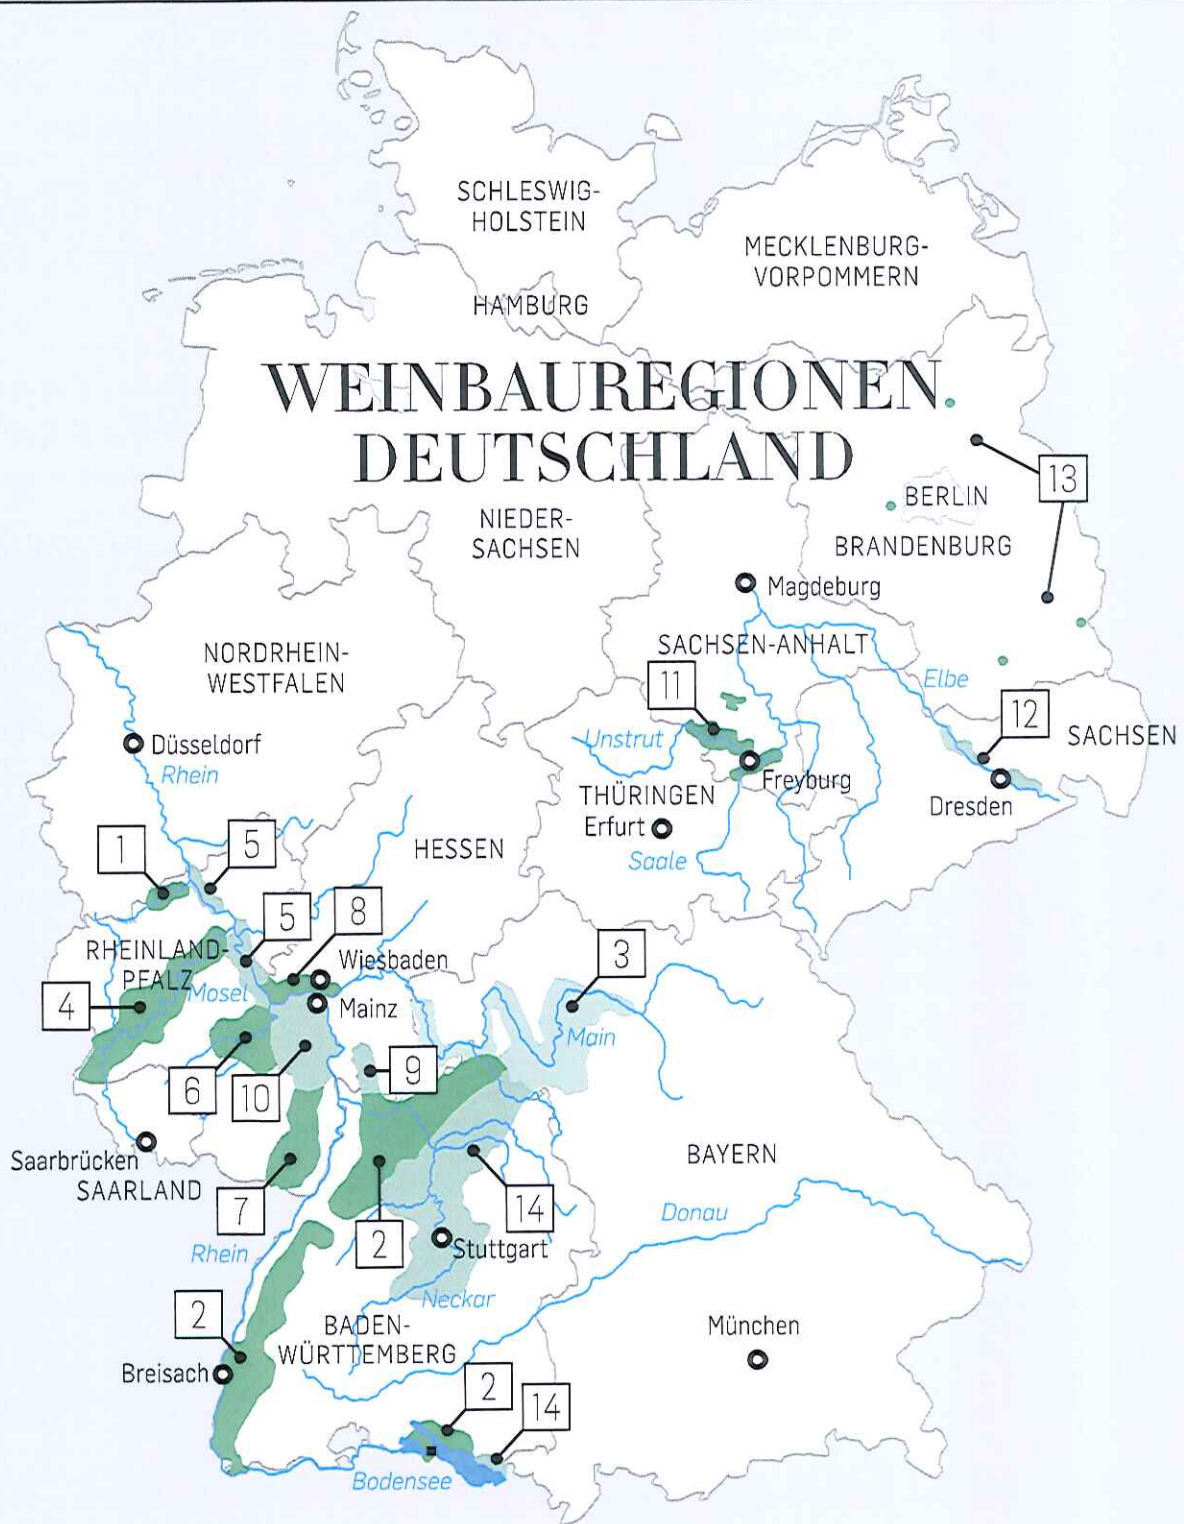 SCHLESWIG-
HOLSTEIN
MECKLENBURG-
VORPOMMERN
HAMBURG
WEINBAUREGIONEN
DEUTSCHLAND
13
BERLIN
NIEDER-
SACHSEN
BRANDENBURG
Magdeburg
NORDRHEIN-
WESTFALEN
SACHSEN-ANHALT
11
Elbe
12
SACHSEN
Düsseldorf
Rhein
Unstrut
Freyburg
THÜRINGEN
Erfurt
Dresden
Saale
1
5
HESSEN
5
8
RHEINLAND-
PFALZ
Wiesbaden
3
4
Mosel
Mainz
Main
6
10
9
Saarbrücken
SAARLAND
BAYERN
7
2
14
Donau
Rhein
Stuttgart
Neckar
2
BADEN-
WÜRTTEMBERG
München
Breisach
2
14
Bodensee